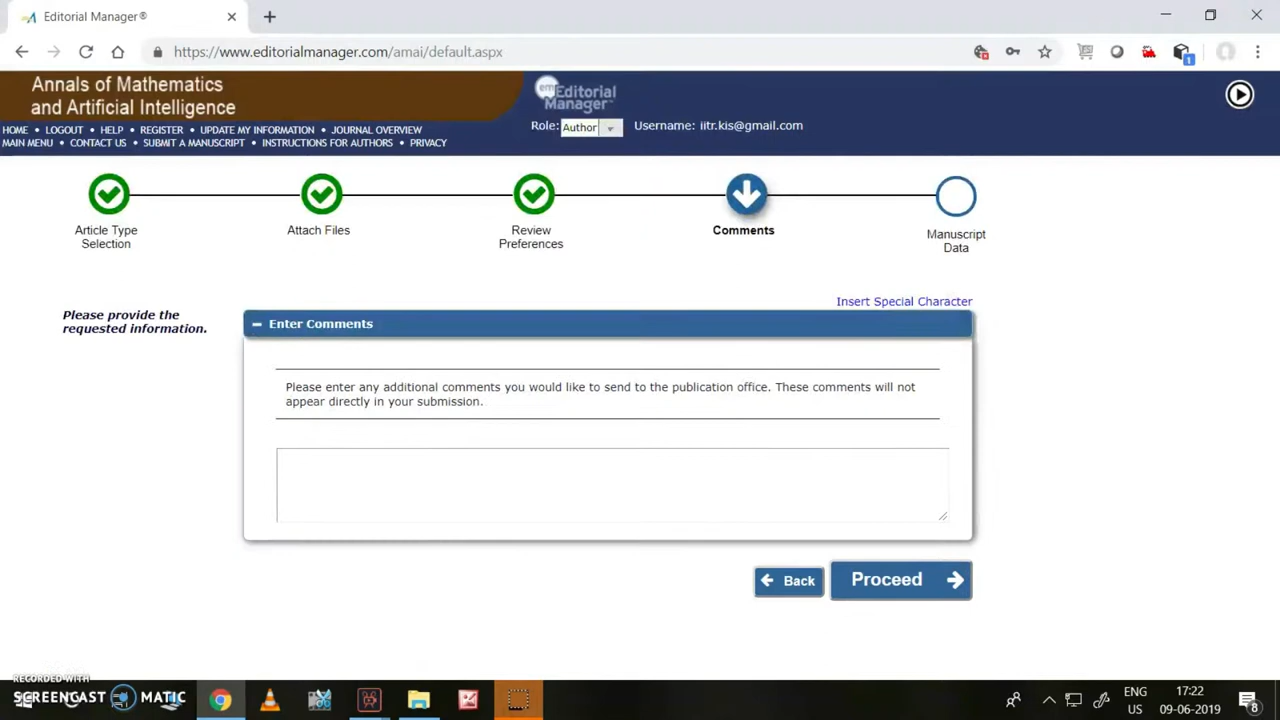 Editorial Manager®
https://www.editorialmanager.com/amai/default.aspx
1
Annals of Mathematics
and Artificial Intelligence
em Editorial
Manager™
Role: Author Username: iitr.kis@gmail.com
HOME • LOGOUT • HELP • REGISTER • UPDATE MY INFORMATION • JOURNAL OVERVIEW
MAIN MENU • CONTACT US • SUBMIT A MANUSCRIPT • INSTRUCTIONS FOR AUTHORS • PRIVACY
Article Type
Selection
Attach Files
Review
Preferences
Comments
Manuscript
Data
Insert Special Character
Please provide the
requested information.
Enter Comments
Please enter any additional comments you would like to send to the publication office. These comments will not
appear directly in your submission.
Back
Proceed
RECORDED WITH
SCREENCAST MATIC
ENG
US
17:22
09-06-2019
8